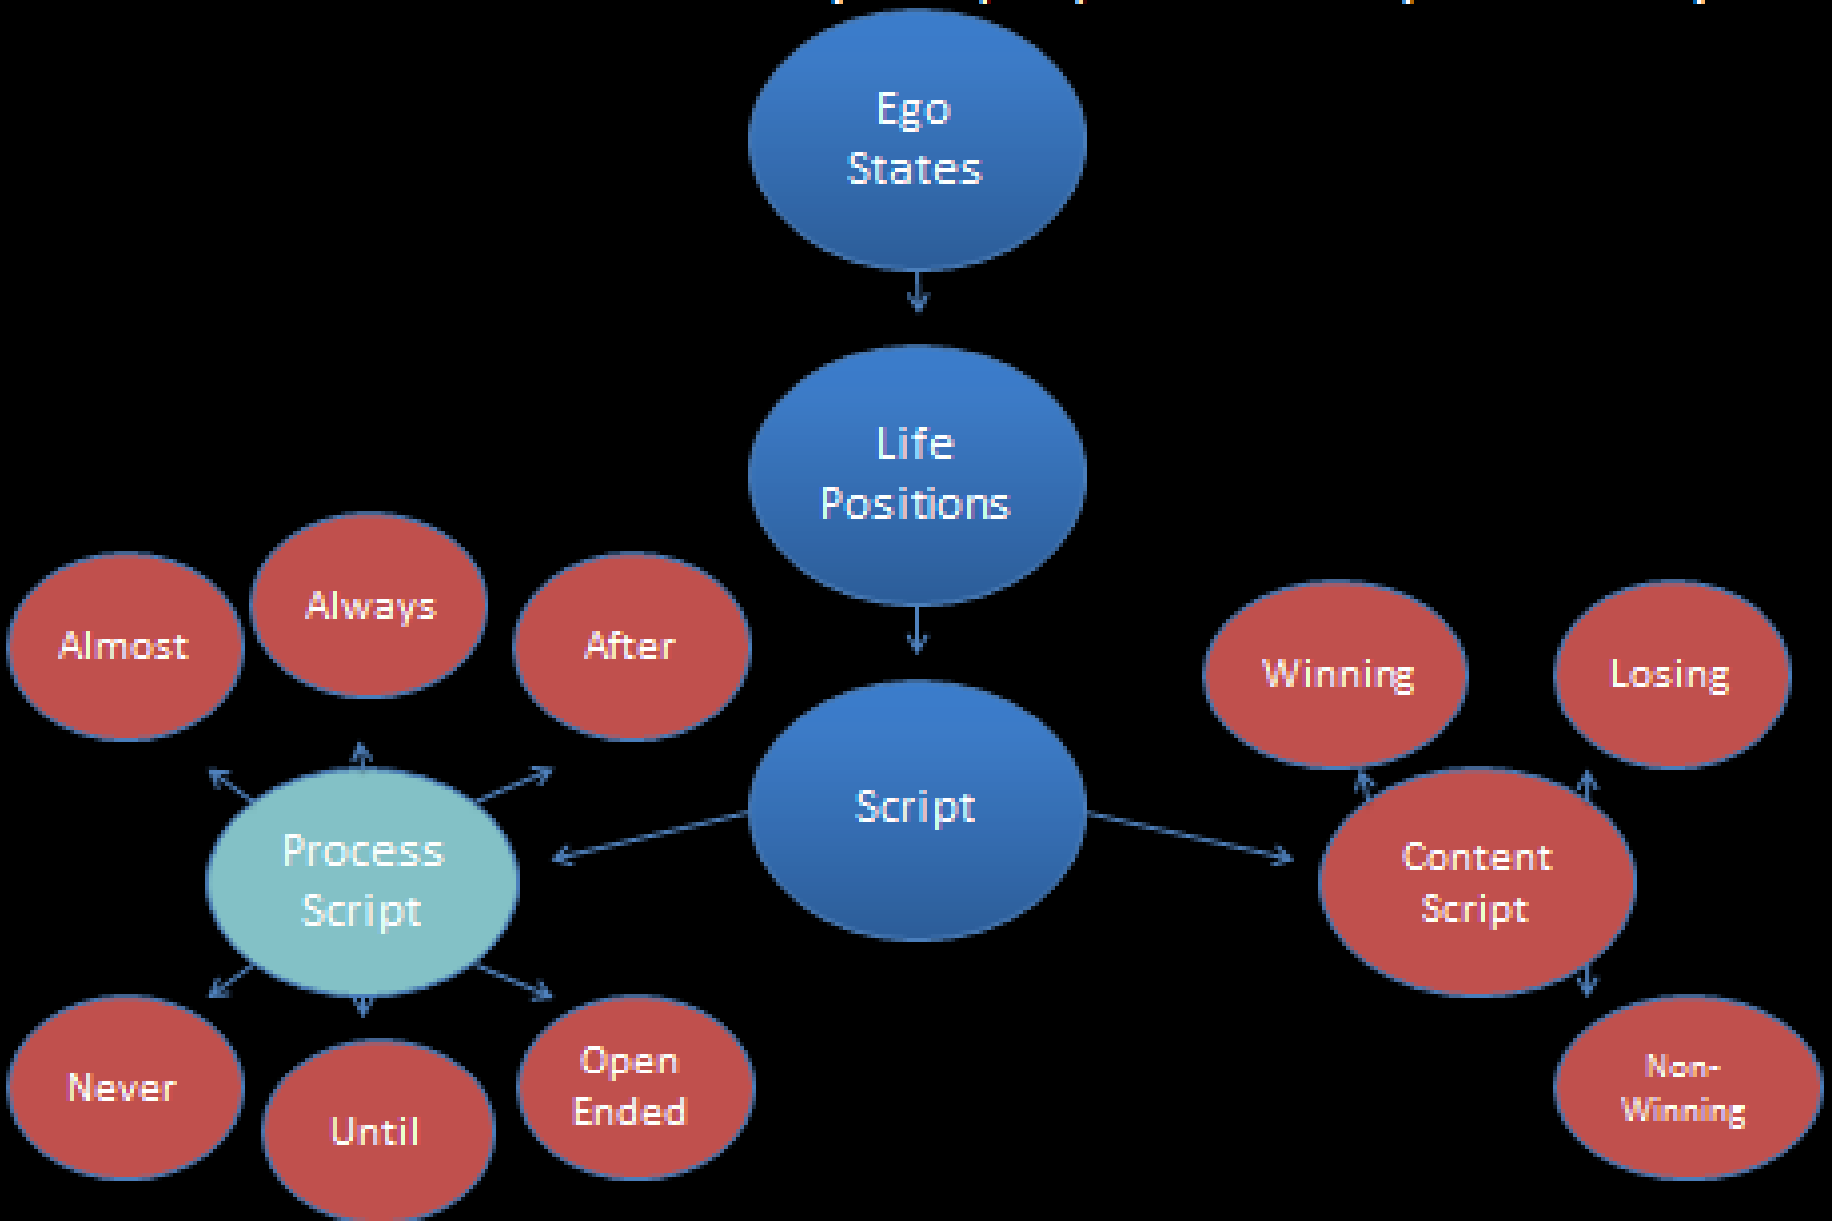 Ego
States
Life
Positions
Almost
Always
After
Winning
Losing
Process
Script
Script
Content
Script
Never
Until
Open
Ended
Non-
Winning